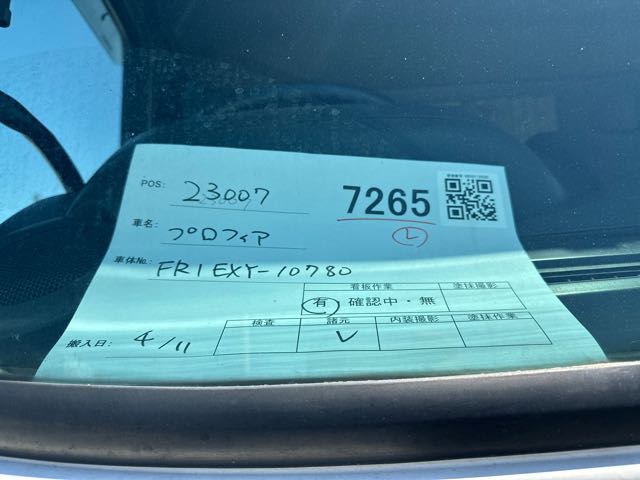 POS: 23007
7265
Ⓛ
車名: プロフィア
車体No.: FR1EXY-10780
看板作業 塗抹撮影
有 確認中・無
検査 諸元 内装撮影 塗抹作業
搬入日: 4/11 レ